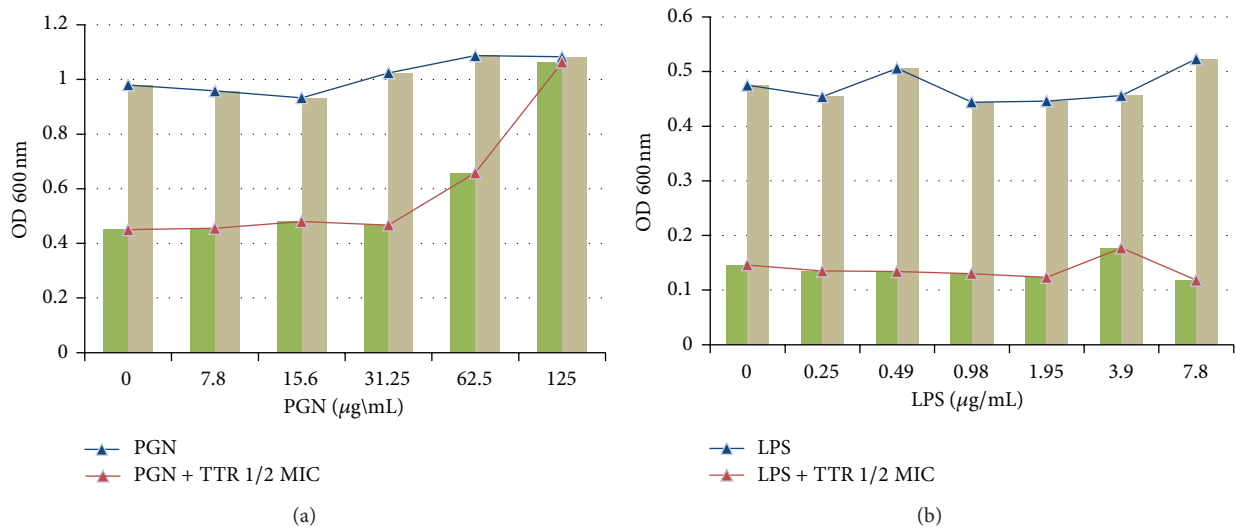 1.2
1
0.8
0.6
0.4
0.2
0
OD 600 nm
0 7.8 15.6 31.25 62.5 125
PGN (μg\mL)
PGN
PGN + TTR 1/2 MIC
(a)
0.6
0.5
0.4
0.3
0.2
0.1
0
OD 600 nm
0 0.25 0.49 0.98 1.95 3.9 7.8
LPS (μg/mL)
LPS
LPS + TTR 1/2 MIC
(b)